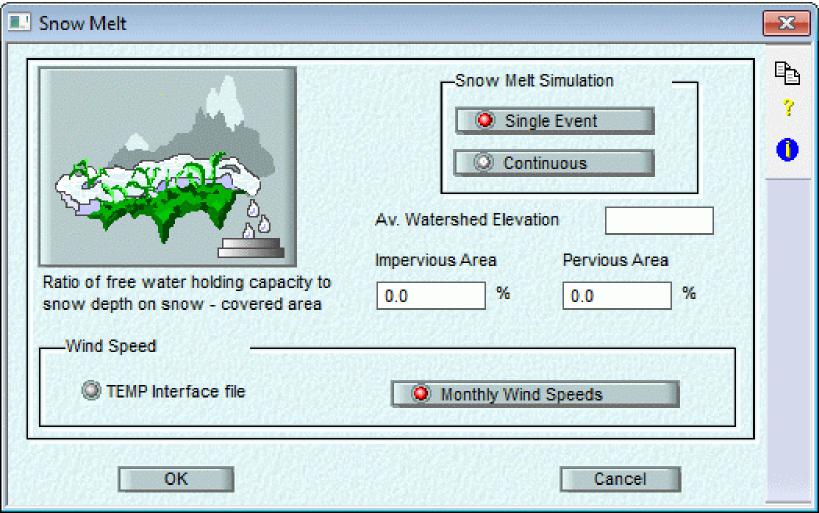 Snow Melt
Snow Melt Simulation
Single Event
Continuous
Av. Watershed Elevation
Impervious Area
Pervious Area
Ratio of free water holding capacity to
snow depth on snow - covered area
0.0 %
0.0 %
Wind Speed
TEMP Interface file
Monthly Wind Speeds
OK
Cancel